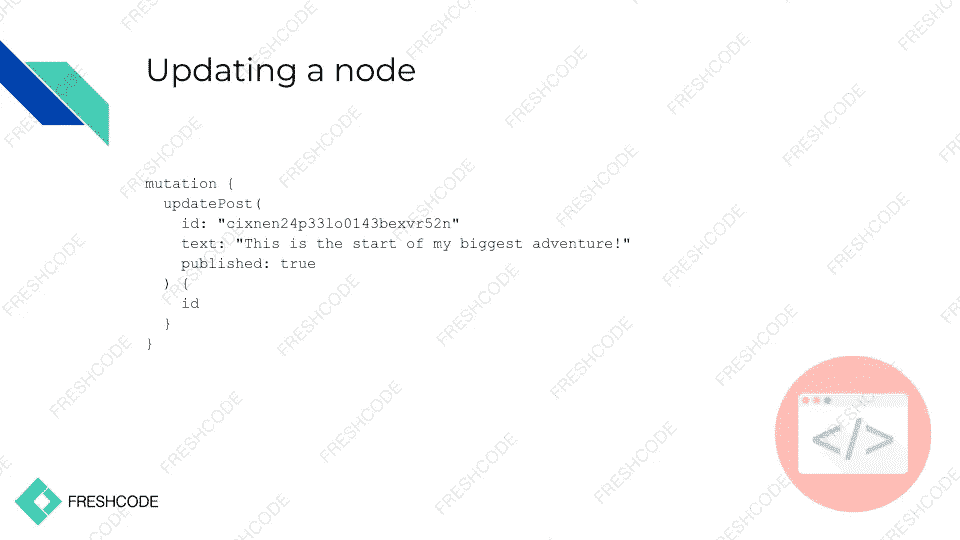 Updating a node
mutation {
  updatePost(
    id: "cixnen24p33lo0143bexvr52n"
    text: "This is the start of my biggest adventure!"
    published: true
  ) {
    id
  }
}
</>
FRESHCODE